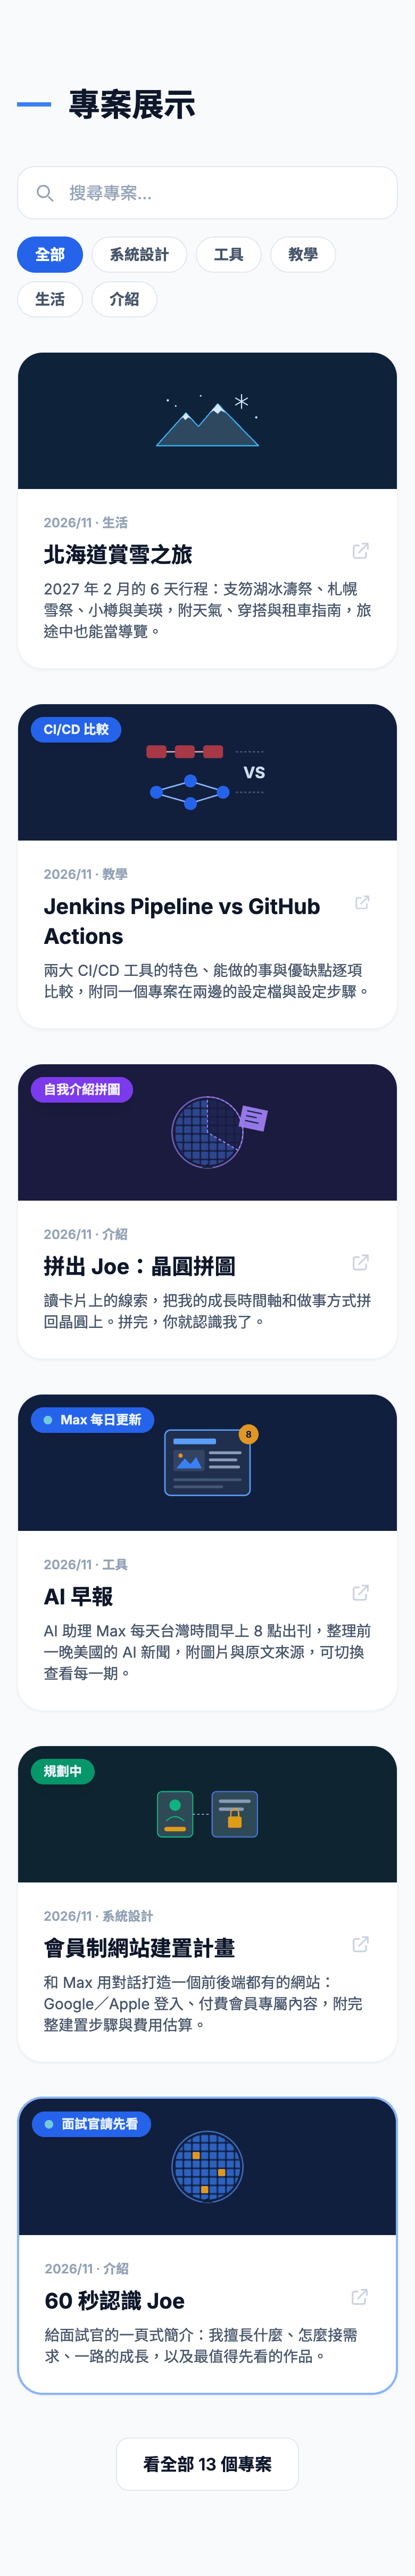 專案展示
搜尋專案...
全部
系統設計
工具
教學
生活
介紹
2026/11 · 生活
北海道賞雪之旅
2027 年 2 月的 6 天行程：支笏湖冰濤祭、札幌
雪祭、小樽與美瑛，附天氣、穿搭與租車指南，旅
途中也能當導覽。
CI/CD 比較
VS
2026/11 · 教學
Jenkins Pipeline vs GitHub
Actions
兩大 CI/CD 工具的特色、能做的事與優缺點逐項
比較，附同一個專案在兩邊的設定檔與設定步驟。
自我介紹拼圖
2026/11 · 介紹
拼出 Joe：晶圓拼圖
讀卡片上的線索，把我的成長時間軸和做事方式拼
回晶圓上。拼完，你就認識我了。
Max 每日更新
8
2026/11 · 工具
AI 早報
AI 助理 Max 每天台灣時間早上 8 點出刊，整理前
一晚美國的 AI 新聞，附圖片與原文來源，可切換
查看每一期。
規劃中
2026/11 · 系統設計
會員制網站建置計畫
和 Max 用對話打造一個前後端都有的網站：
Google／Apple 登入、付費會員專屬內容，附完
整建置步驟與費用估算。
面試官請先看
2026/11 · 介紹
60 秒認識 Joe
給面試官的一頁式簡介：我擅長什麼、怎麼接需
求、一路的成長，以及最值得先看的作品。
看全部 13 個專案